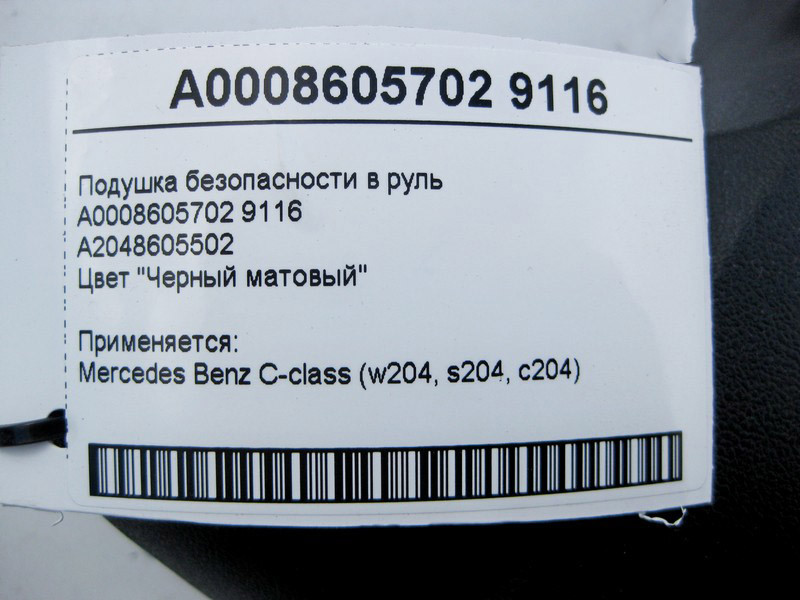 A0008605702 9116
Подушка безопасности в руль
A0008605702 9116
A2048605502
Цвет "Черный матовый"
Применяется:
Mercedes Benz C-class (w204, s204, c204)